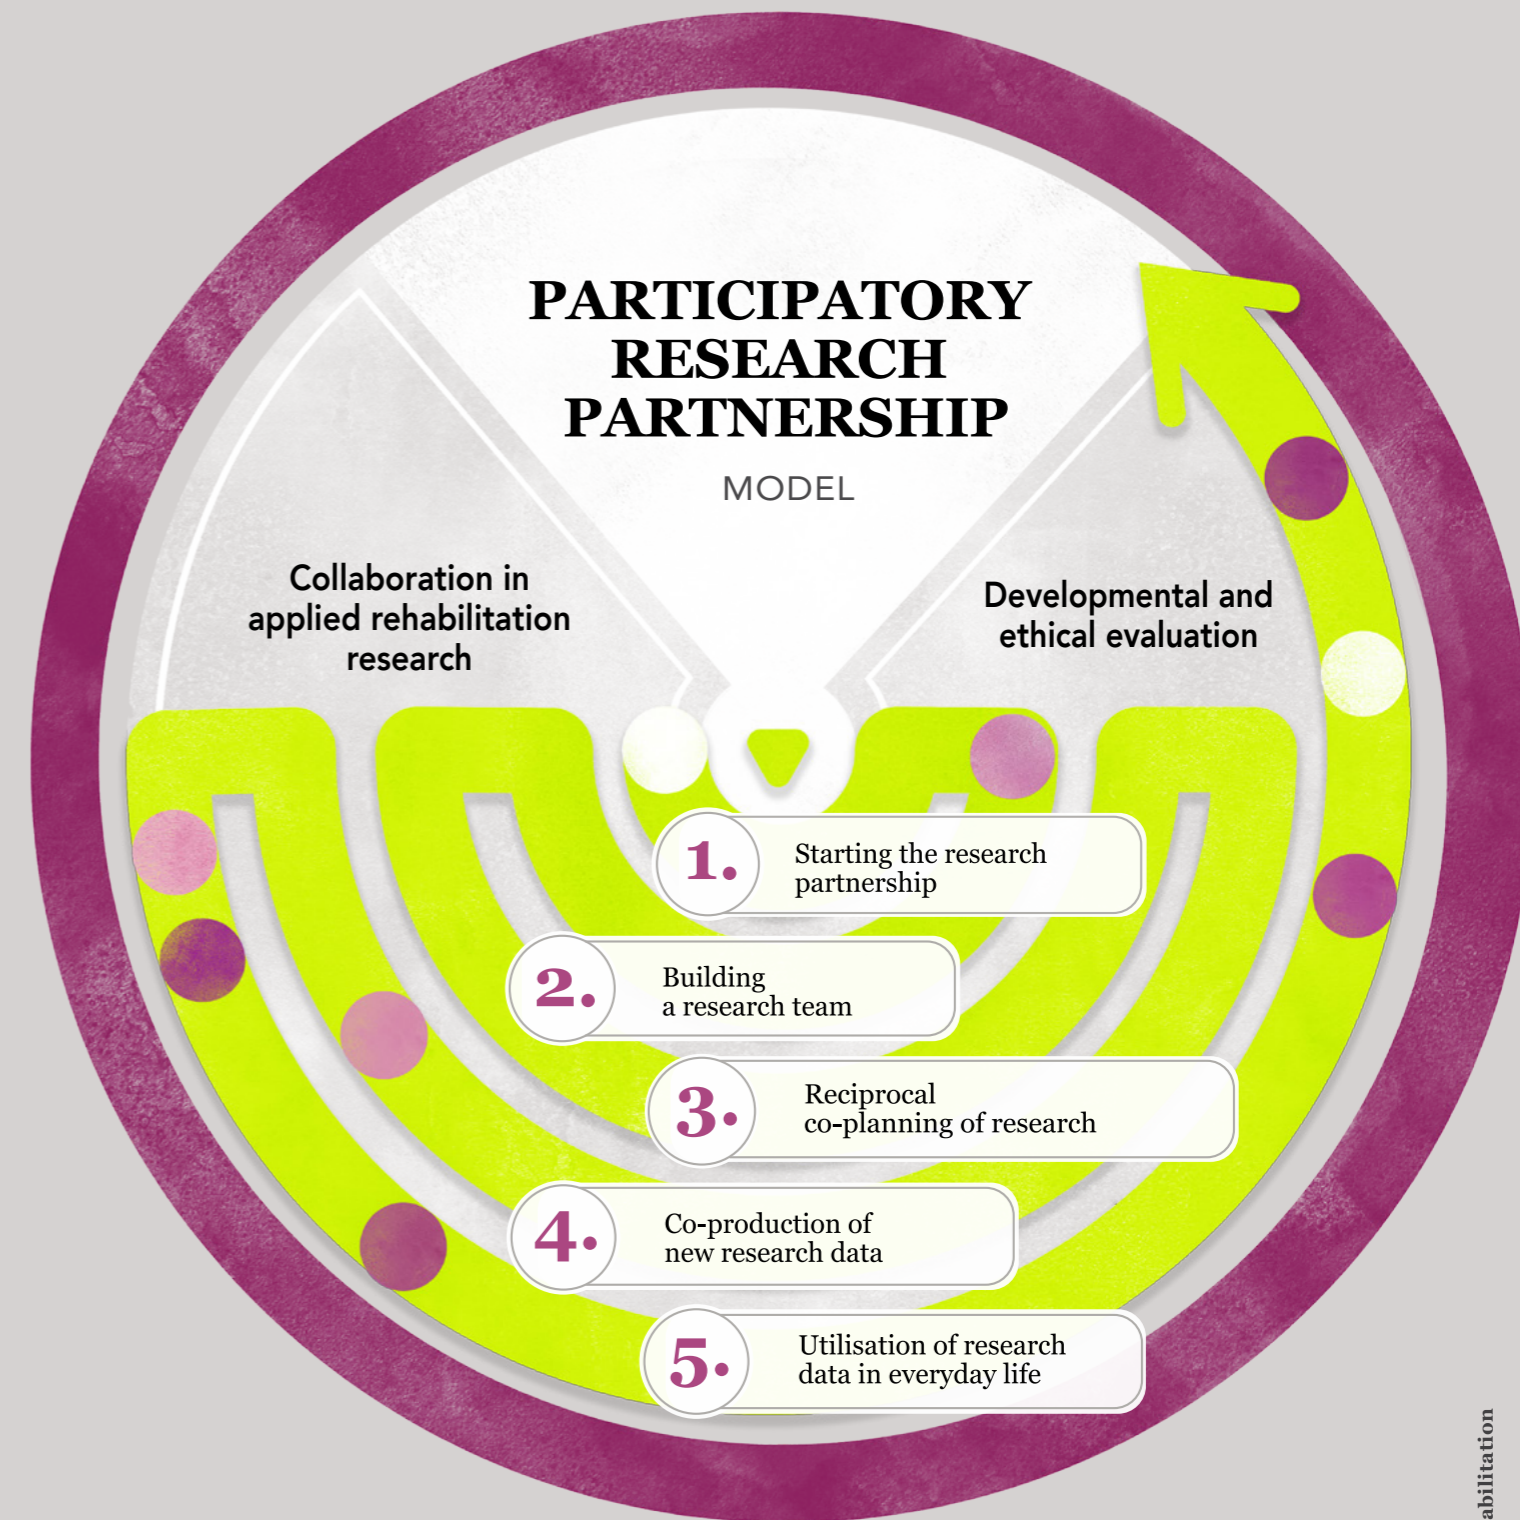 PARTICIPATORY
RESEARCH
PARTNERSHIP
MODEL
Collaboration in
applied rehabilitation
research
Developmental and
ethical evaluation
1.
Starting the research
partnership
2.
Building
a research team
3.
Reciprocal
co-planning of research
4.
Co-production of
new research data
5.
Utilisation of research
data in everyday life
abilitation